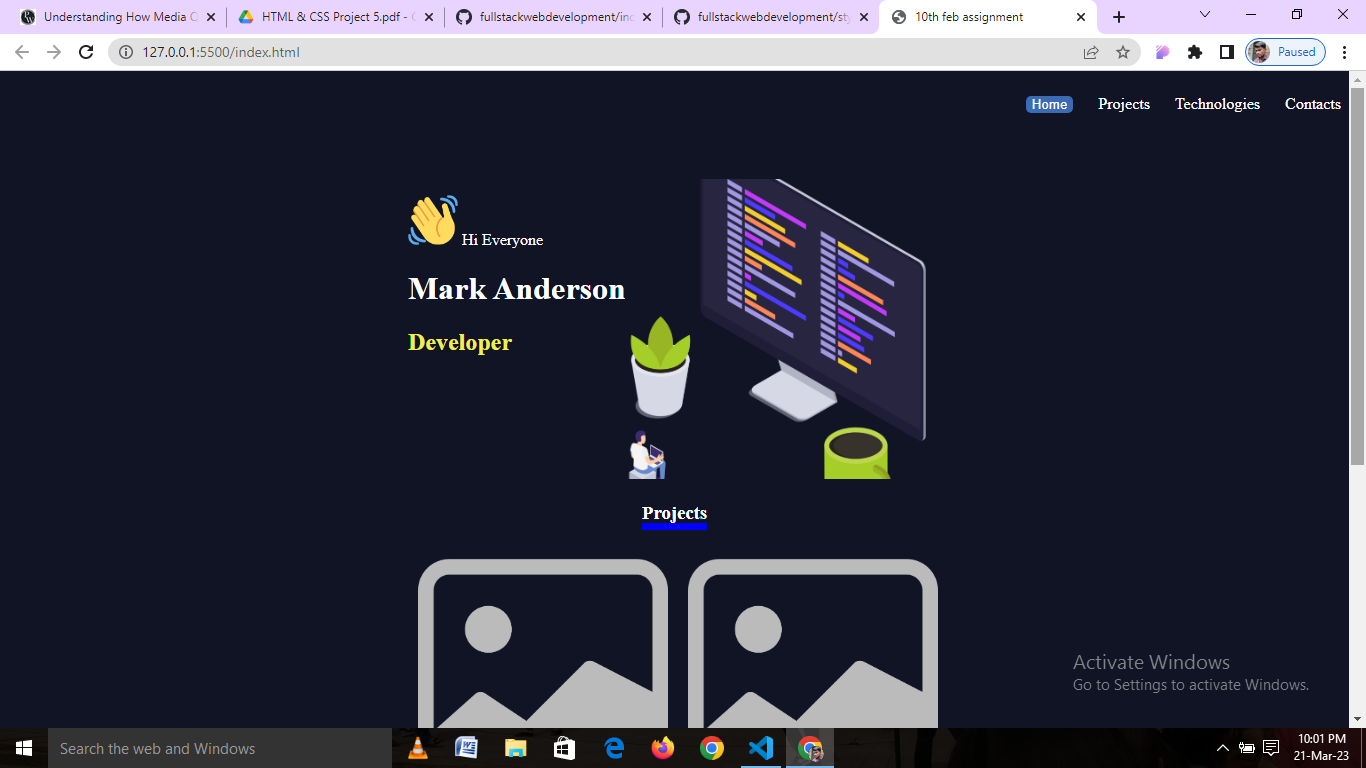 Understanding How Media Q
HTML & CSS Project 5.pdf - G
fullstackwebdevelopment/ind
fullstackwebdevelopment/sty
10th feb assignment
127.0.0.1:5500/index.html
Paused
Home Projects Technologies Contacts
Hi Everyone
Mark Anderson
Developer
Projects
Activate Windows
Go to Settings to activate Windows.
Search the web and Windows
10:01 PM
21-Mar-23